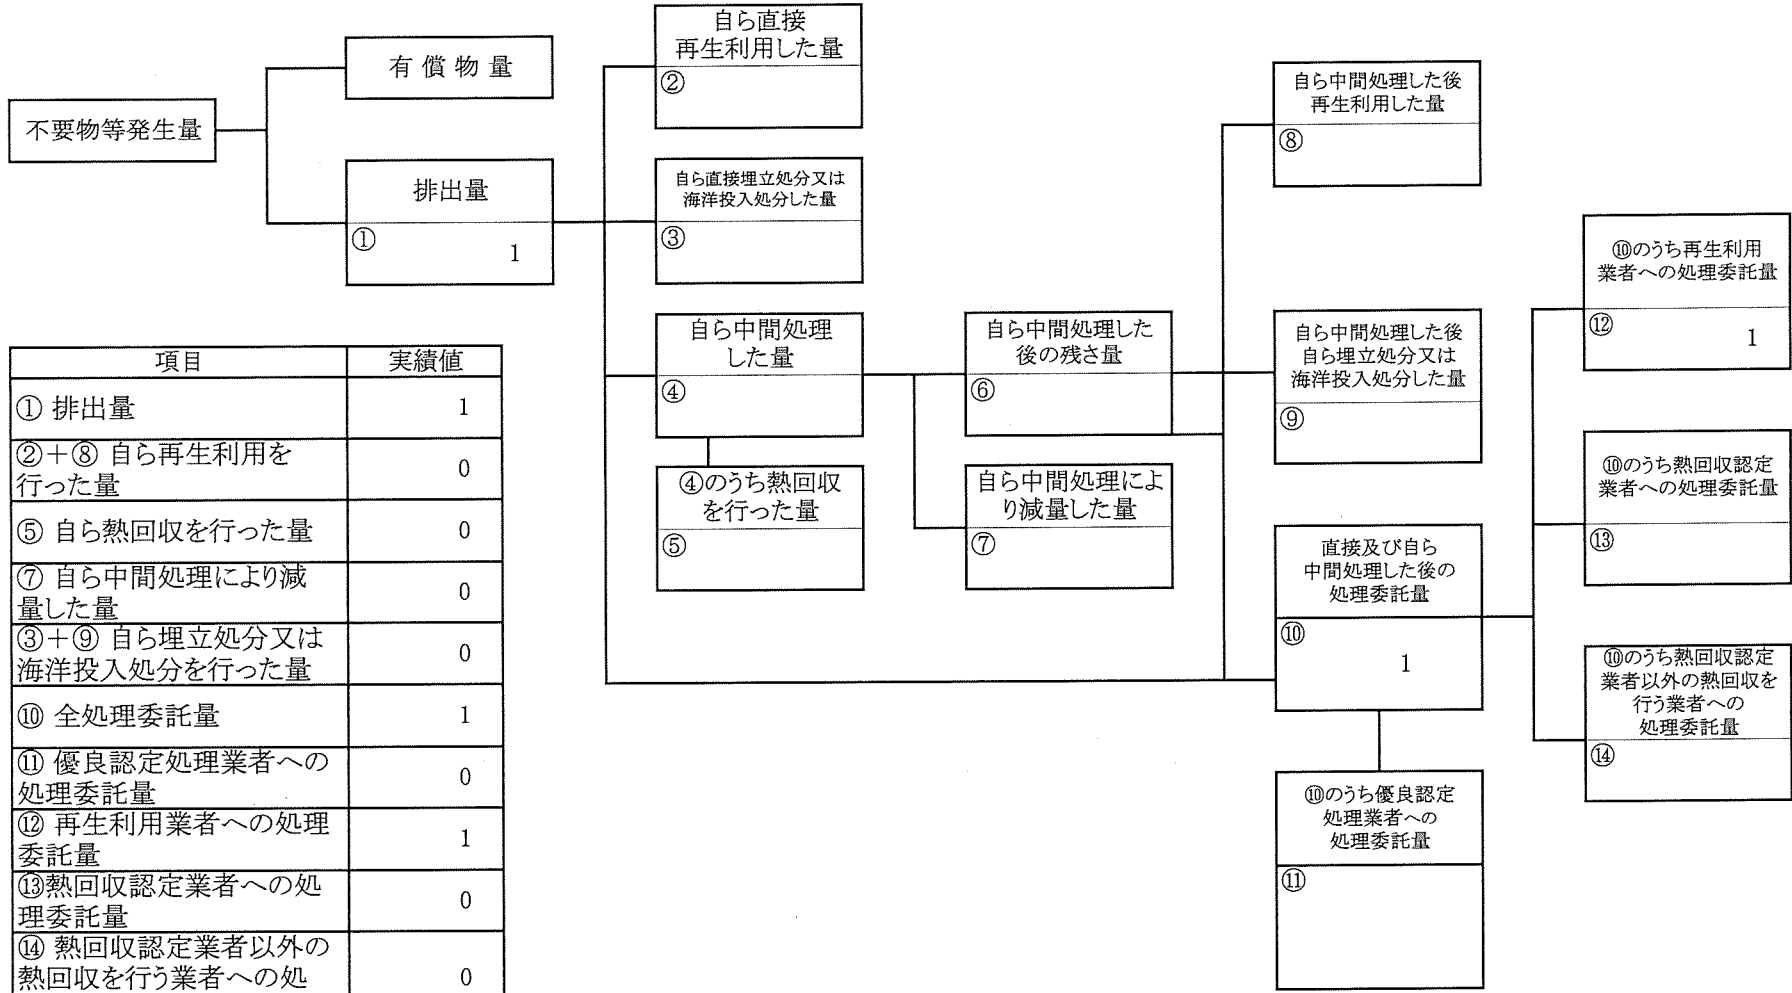 不要物等発生量
有償物量
排出量
①
1
自ら直接
再生利用した量
②
自ら直接埋立処分又は
海洋投入処分した量
③
自ら中間処理
した量
④
④のうち熱回収
を行った量
⑤
自ら中間処理した
後の残さ量
⑥
自ら中間処理によ
り減量した量
⑦
自ら中間処理した後
再生利用した量
⑧
自ら中間処理した後
自ら埋立処分又は
海洋投入処分した量
⑨
直接及び自ら
中間処理した後の
処理委託量
⑩
1
⑩のうち優良認定
処理業者への
処理委託量
⑪
⑩のうち再生利用
業者への処理委託量
⑫
1
⑩のうち熱回収認定
業者への処理委託量
⑬
⑩のうち熱回収認定
業者以外の熱回収を
行う業者への
処理委託量
⑭
項目 実績値
① 排出量 1
②+⑧ 自ら再生利用を
行った量 0
⑤ 自ら熱回収を行った量 0
⑦ 自ら中間処理により減
量した量 0
③+⑨ 自ら埋立処分又は
海洋投入処分を行った量 0
⑩ 全処理委託量 1
⑪ 優良認定処理業者への
処理委託量 0
⑫ 再生利用業者への処理
委託量 1
⑬熱回収認定業者への処
理委託量 0
⑭ 熱回収認定業者以外の
熱回収を行う業者への処 0